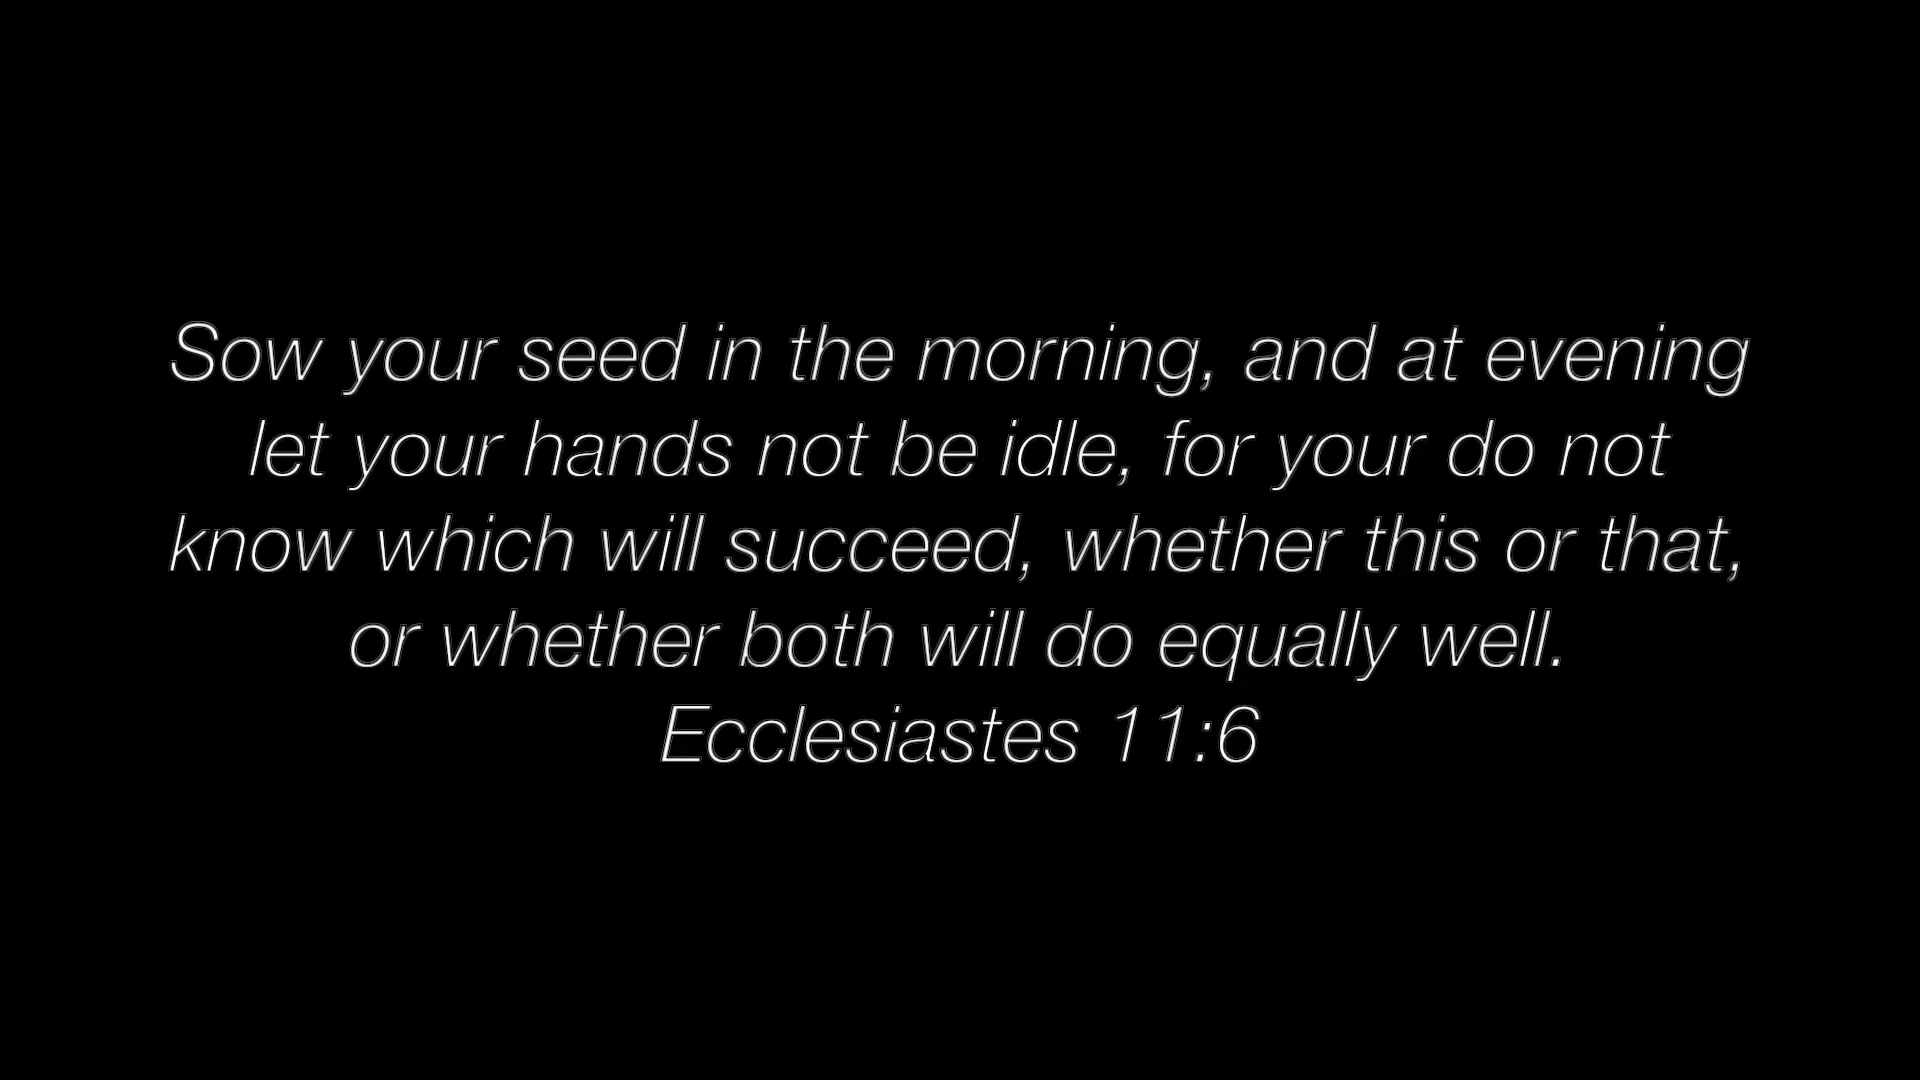 Sow your seed in the morning, and at evening
let your hands not be idle, for your do not
know which will succeed, whether this or that,
or whether both will do equally well.
Ecclesiastes 11:6